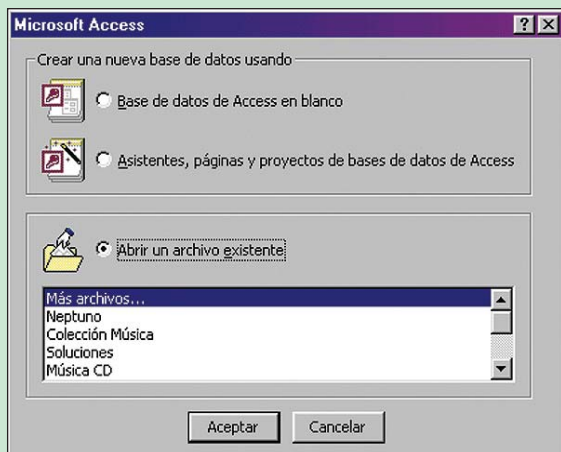 Microsoft Access
Crear una nueva base de datos usando
Base de datos de Access en blanco
Asistentes, páginas y proyectos de bases de datos de Access
Abrir un archivo existente
Más archivos...
Neptuno
Colección Música
Soluciones
Música CD
Aceptar Cancelar